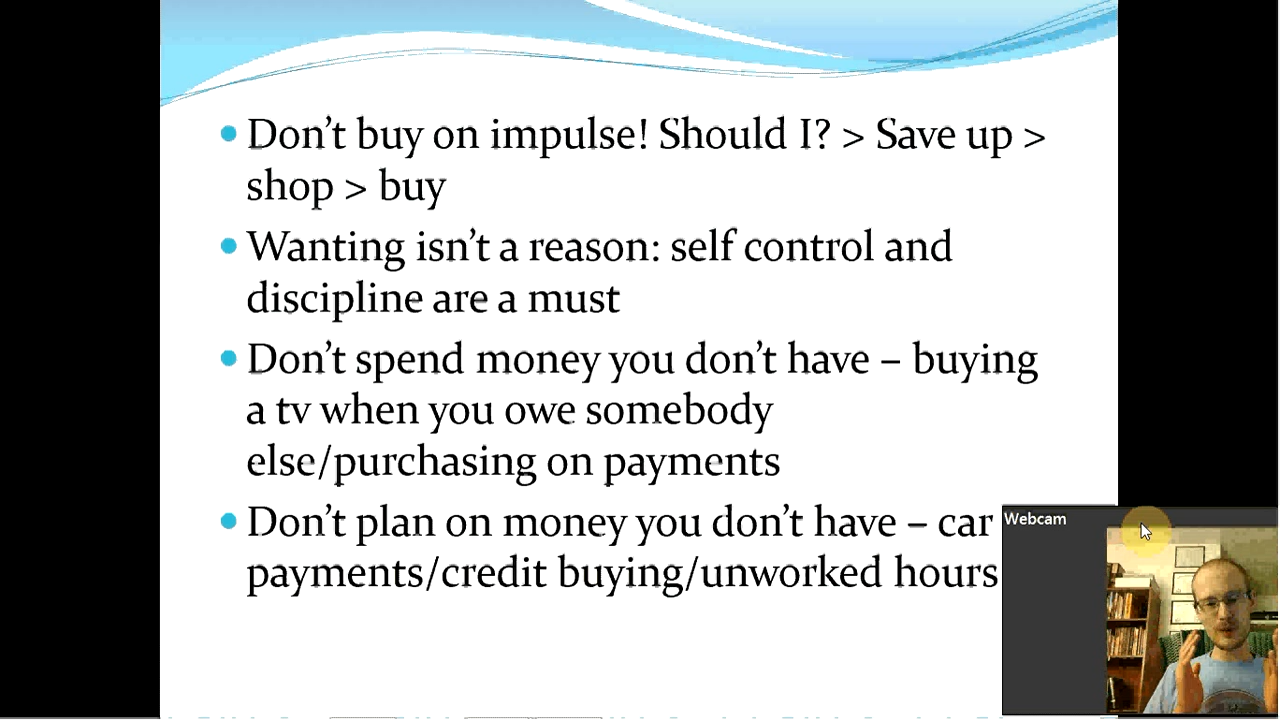 Don't buy on impulse! Should I? > Save up >
shop > buy
Wanting isn't a reason: self control and
discipline are a must
Don't spend money you don't have – buying
a tv when you owe somebody
else/purchasing on payments
Don't plan on money you don't have – car
payments/credit buying/unworked hours
Webcam